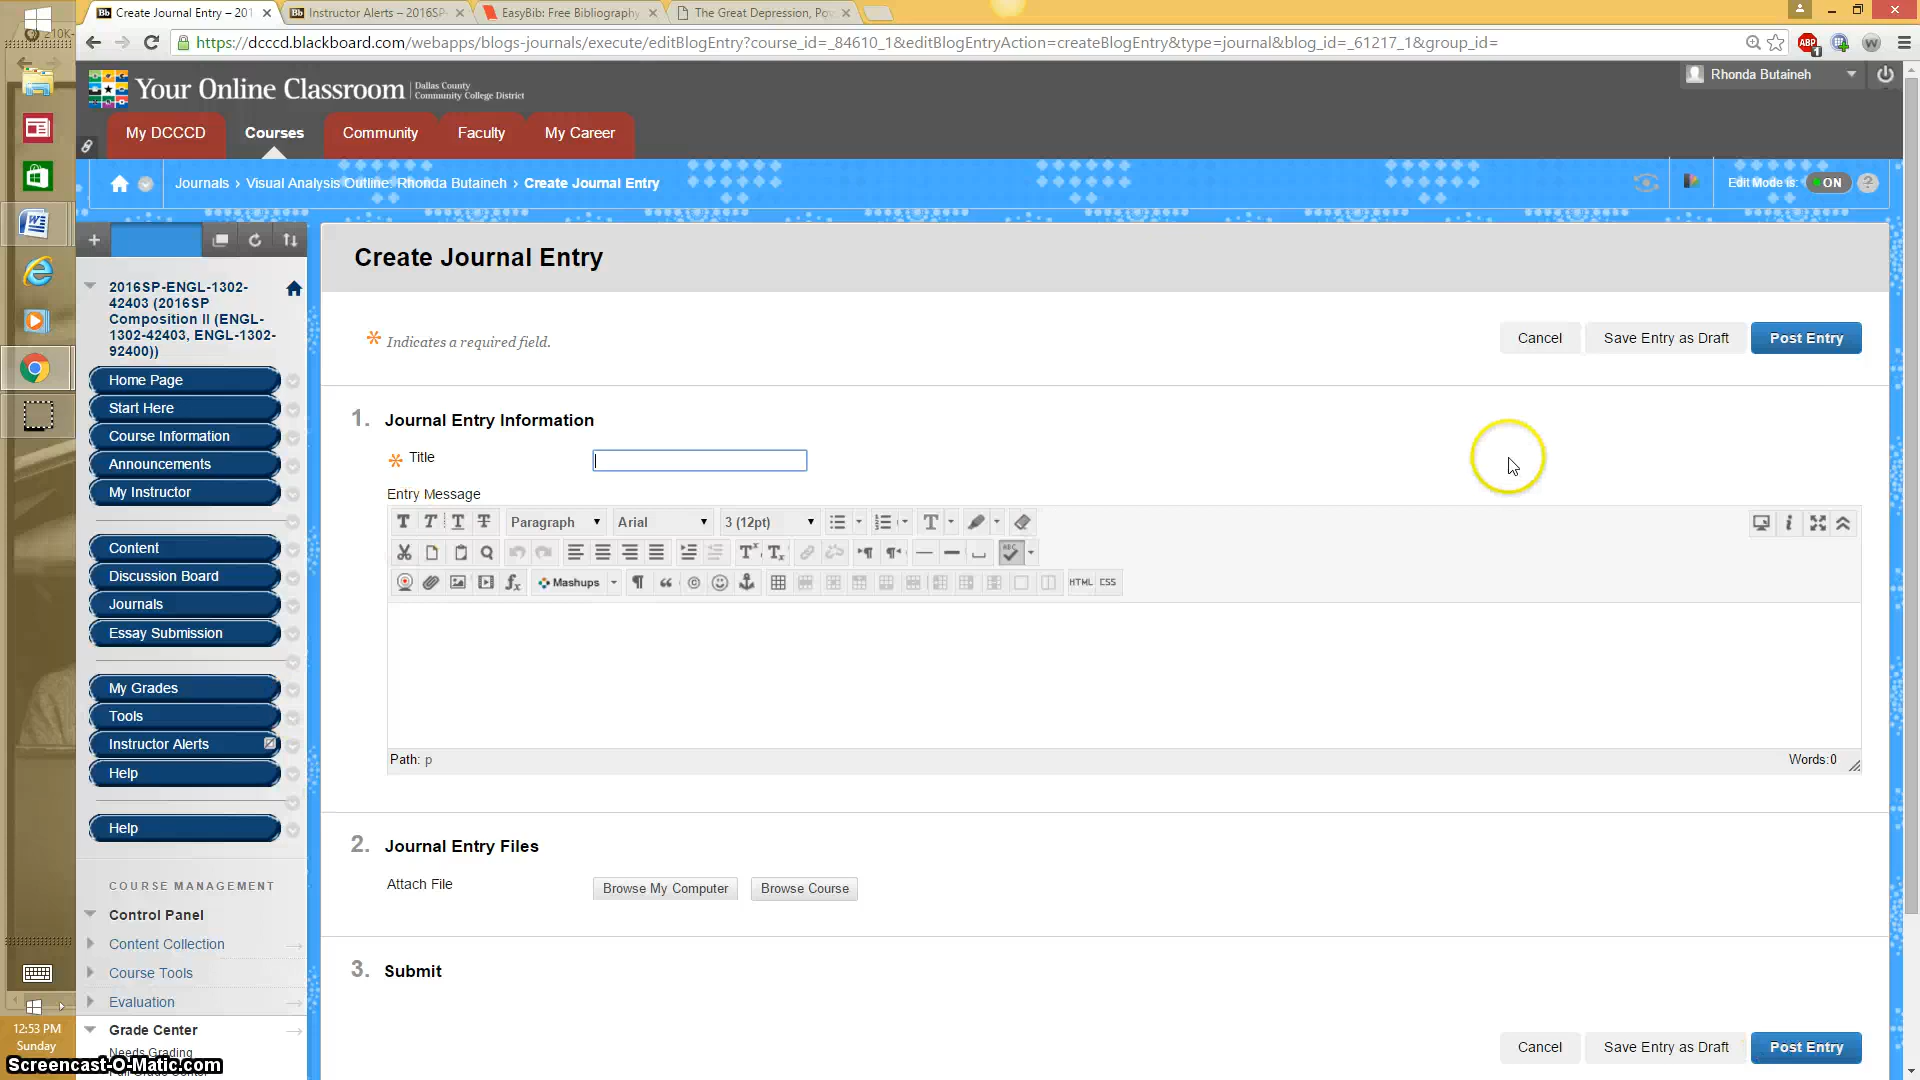 Create Journal Entry – 201
Instructor Alerts – 2016SP-
EasyBib: Free Bibliography
The Great Depression, Po
https://dcccd.blackboard.com/webapps/blogs-journals/execute/editBlogEntry?course_id=_84610_1&editBlogEntryAction=createBlogEntry&type=journal&blog_id=_61217_1&group_id=
ABP
1
W
210K
Your Online Classroom
Dallas County
Community College District
Rhonda Butaineh
My DCCCD
Courses
Community
Faculty
My Career
Journals › Visual Analysis Outline: Rhonda Butaineh › Create Journal Entry
Edit Mode is: ON ?
2016SP-ENGL-1302-
42403 (2016SP
Composition II (ENGL-
1302-42403, ENGL-1302-
92400))
Home Page
Start Here
Course Information
Announcements
My Instructor
Content
Discussion Board
Journals
Essay Submission
My Grades
Tools
Instructor Alerts
Help
Help
COURSE MANAGEMENT
Control Panel
Content Collection
Course Tools
Evaluation
Grade Center
Needs Grading
Full Grade Center
Create Journal Entry
Indicates a required field.
Cancel
Save Entry as Draft
Post Entry
1. Journal Entry Information
Title
Entry Message
T T T T Paragraph Arial 3 (12pt)
Mashups
HTML CSS
Path: p
Words:0
2. Journal Entry Files
Attach File
Browse My Computer
Browse Course
3. Submit
Cancel
Save Entry as Draft
Post Entry
12:53 PM
Sunday
Screencast-O-Matic.com